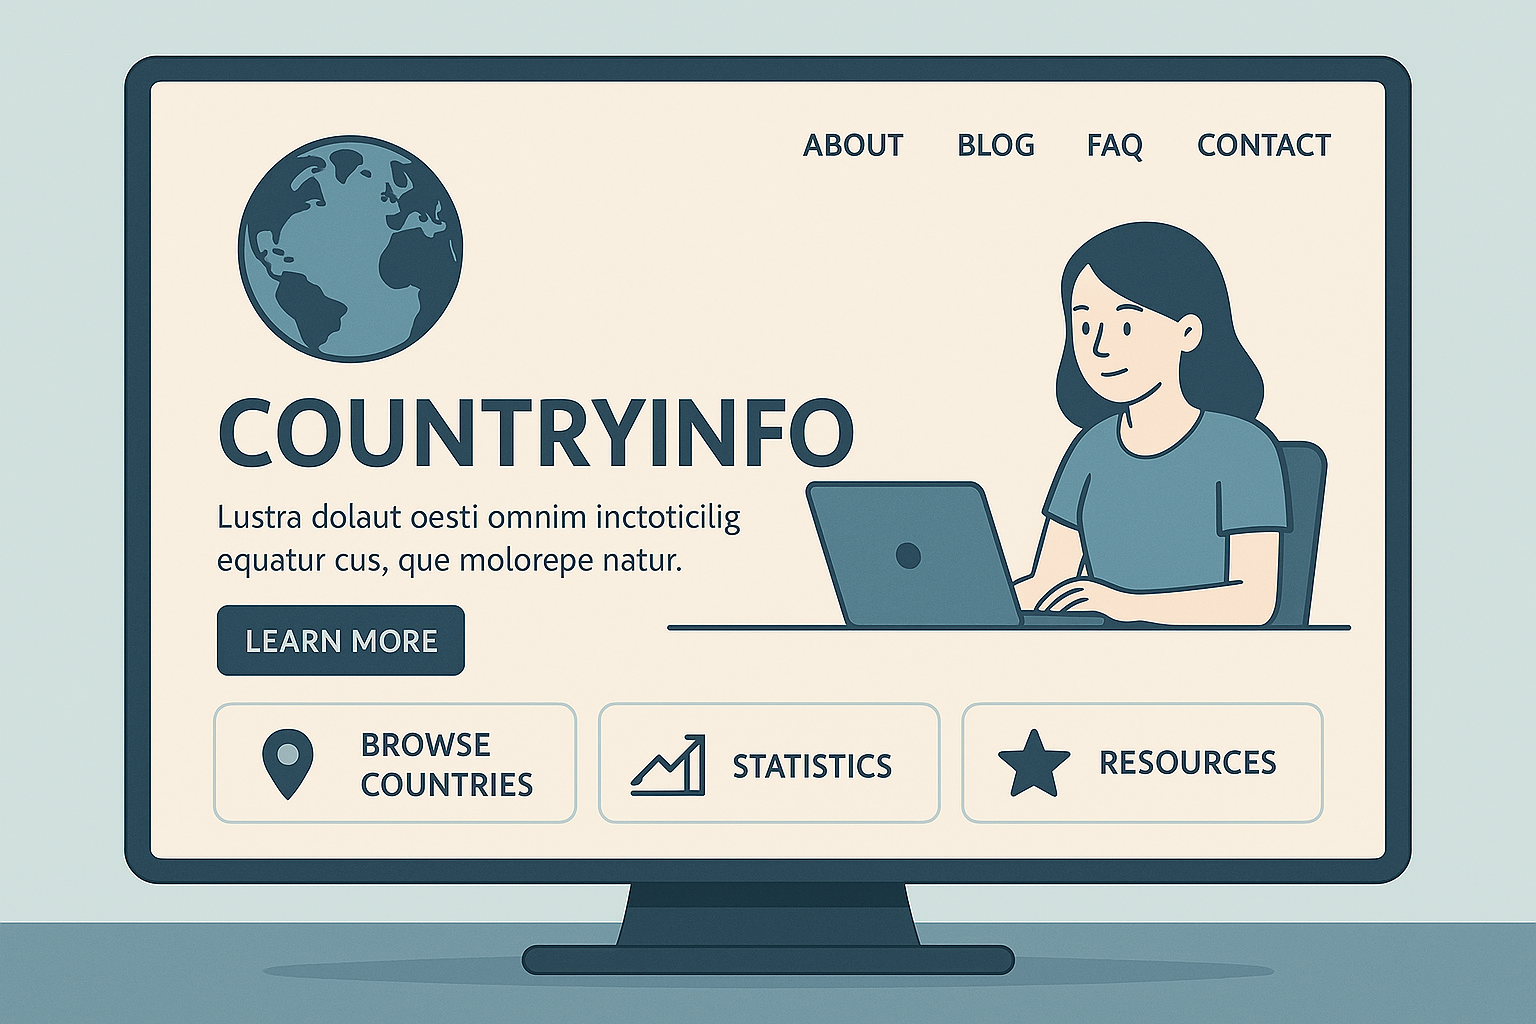 ABOUT BLOG FAQ CONTACT
COUNTRYINFO
Lustra dolaut oesti omnim inctoticilig
equatur cus, que molorepe natur.
LEARN MORE
BROWSE
COUNTRIES
STATISTICS
RESOURCES